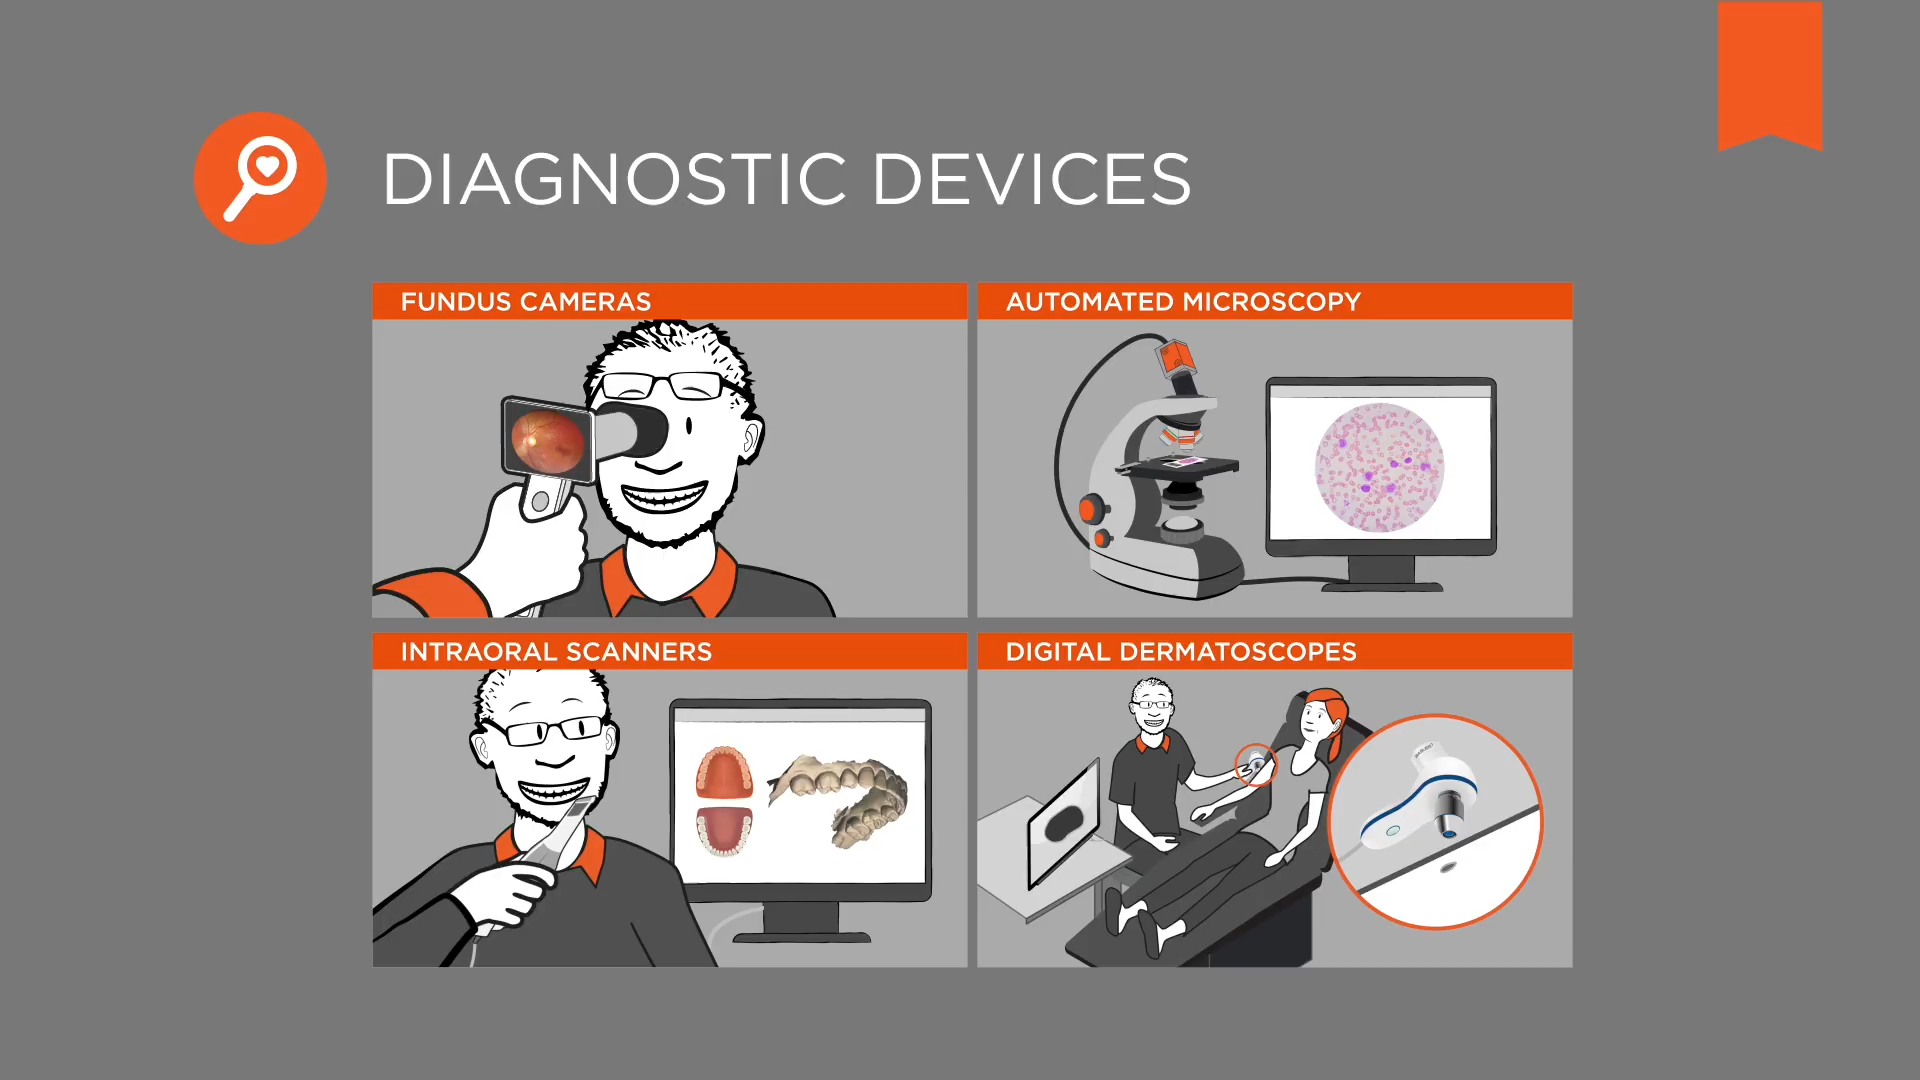 DIAGNOSTIC DEVICES
FUNDUS CAMERAS
AUTOMATED MICROSCOPY
INTRAORAL SCANNERS
DIGITAL DERMATOSCOPES